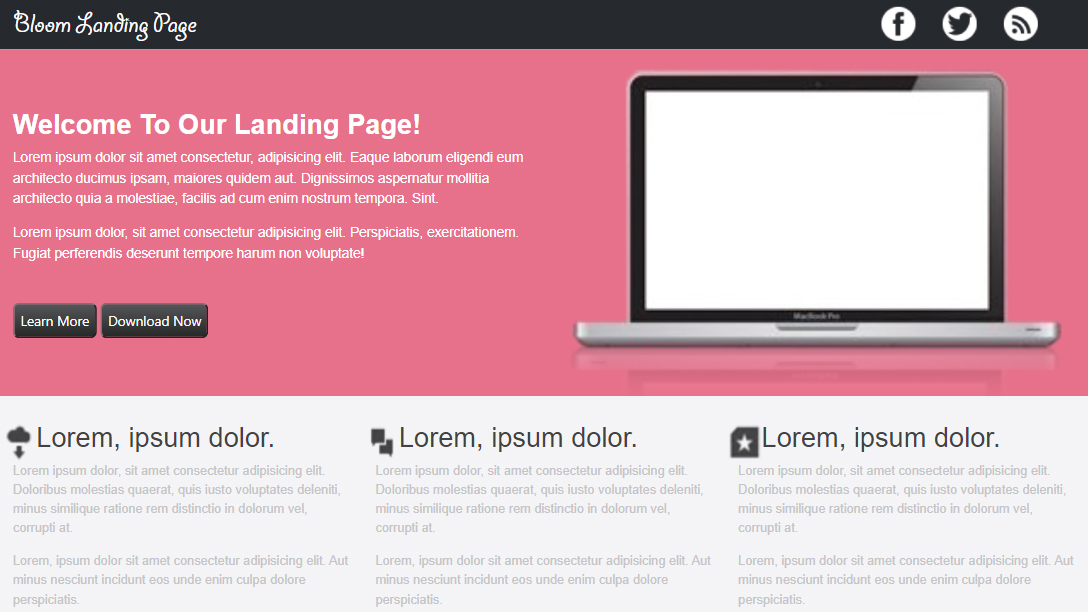 Bloom Landing Page
Welcome To Our Landing Page!
Lorem ipsum dolor sit amet consectetur, adipisicing elit. Eaque laborum eligendi eum
architecto ducimus ipsam, maiores quidem aut. Dignissimos aspernatur mollitia
architecto quia a molestiae, facilis ad cum enim nostrum tempora. Sint.
Lorem ipsum dolor, sit amet consectetur adipisicing elit. Perspiciatis, exercitationem.
Fugiat perferendis deserunt tempore harum non voluptate!
Learn More
Download Now
MacBook Pro
Lorem, ipsum dolor.
Lorem ipsum dolor, sit amet consectetur adipisicing elit.
Doloribus molestias quaerat, quis iusto voluptates deleniti,
minus similique ratione rem distinctio in dolorum vel,
corrupti at.
Lorem, ipsum dolor sit amet consectetur adipisicing elit. Aut
minus nesciunt incidunt eos unde enim culpa dolore
perspiciatis.
Lorem, ipsum dolor.
Lorem ipsum dolor, sit amet consectetur adipisicing elit.
Doloribus molestias quaerat, quis iusto voluptates deleniti,
minus similique ratione rem distinctio in dolorum vel,
corrupti at.
Lorem, ipsum dolor sit amet consectetur adipisicing elit. Aut
minus nesciunt incidunt eos unde enim culpa dolore
perspiciatis.
Lorem, ipsum dolor.
Lorem ipsum dolor, sit amet consectetur adipisicing elit.
Doloribus molestias quaerat, quis iusto voluptates deleniti,
minus similique ratione rem distinctio in dolorum vel,
corrupti at.
Lorem, ipsum dolor sit amet consectetur adipisicing elit. Aut
minus nesciunt incidunt eos unde enim culpa dolore
perspiciatis.